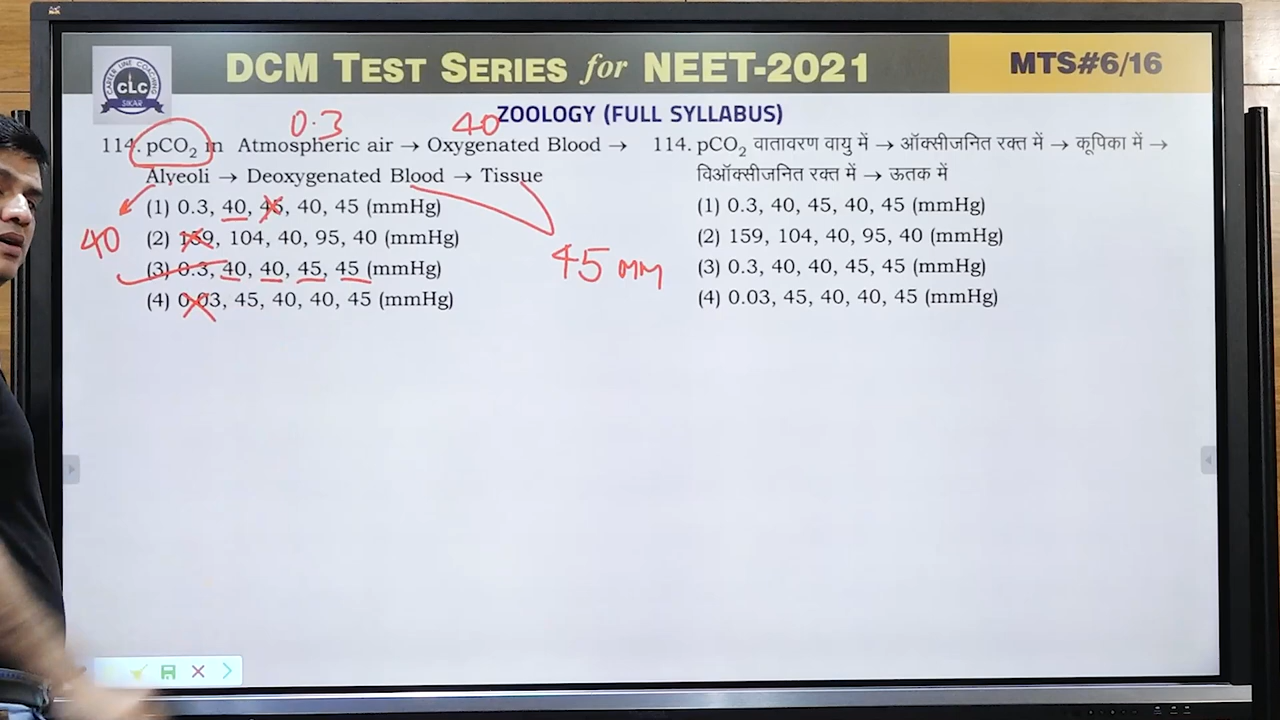 CAREER LINE COACHING
CLC
SIKAR
DCM TEST SERIES for NEET-2021
MTS#6/16
ZOOLOGY (FULL SYLLABUS)
0.3
40
114. pCO₂ in Atmospheric air → Oxygenated Blood →
Alyeoli → Deoxygenated Blood → Tissue
(1) 0.3, 40, 45, 40, 45 (mmHg)
40
(2) 159, 104, 40, 95, 40 (mmHg)
(3) 0.3, 40, 40, 45, 45 (mmHg)
45 mm
(4) 0.03, 45, 40, 40, 45 (mmHg)
114. pCO₂ वातावरण वायु में → ऑक्सीजनित रक्त में → कूपिका में →
विऑक्सीजनित रक्त में → ऊतक में
(1) 0.3, 40, 45, 40, 45 (mmHg)
(2) 159, 104, 40, 95, 40 (mmHg)
(3) 0.3, 40, 40, 45, 45 (mmHg)
(4) 0.03, 45, 40, 40, 45 (mmHg)